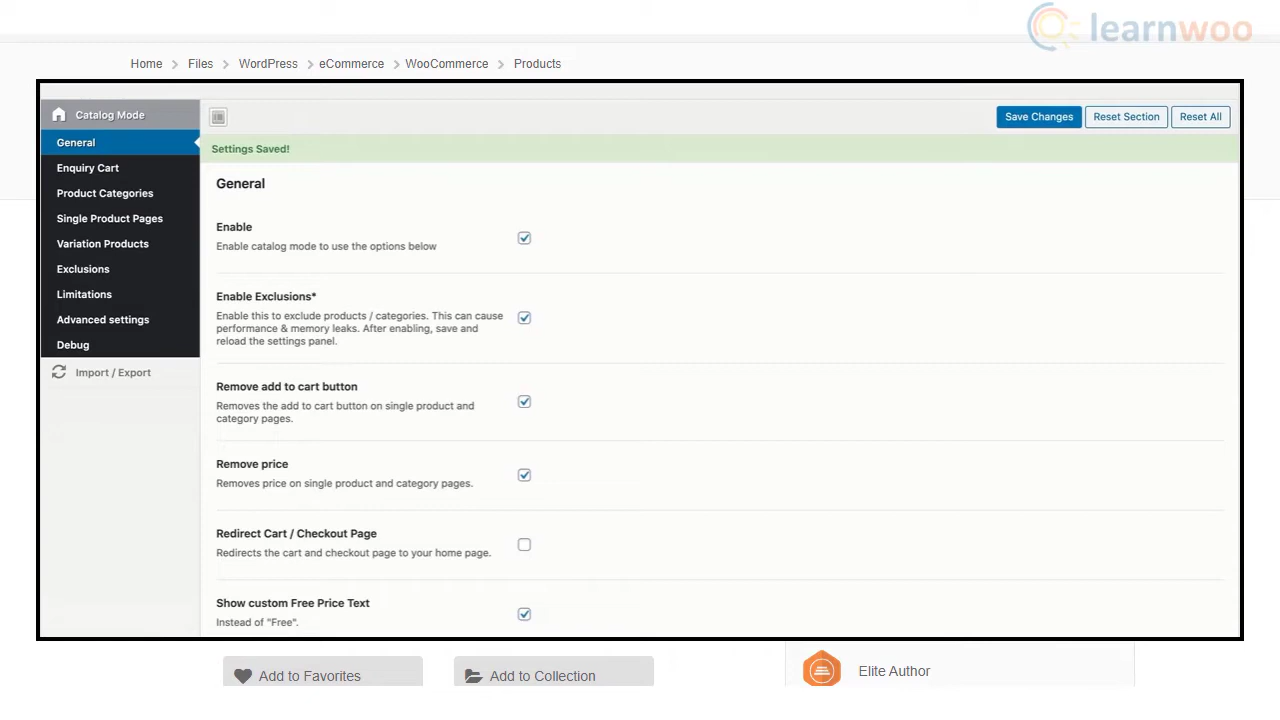 learnwoo
Home Files WordPress eCommerce WooCommerce Products
Catalog Mode
Save Changes Reset Section Reset All
General
Enquiry Cart
Product Categories
Single Product Pages
Variation Products
Exclusions
Limitations
Advanced settings
Debug
Import / Export
Settings Saved!
General
Enable
Enable catalog mode to use the options below
Enable Exclusions*
Enable this to exclude products / categories. This can cause
performance & memory leaks. After enabling, save and
reload the settings panel.
Remove add to cart button
Removes the add to cart button on single product and
category pages.
Remove price
Removes price on single product and category pages.
Redirect Cart / Checkout Page
Redirects the cart and checkout page to your home page.
Show custom Free Price Text
Instead of "Free".
Add to Favorites Add to Collection Elite Author